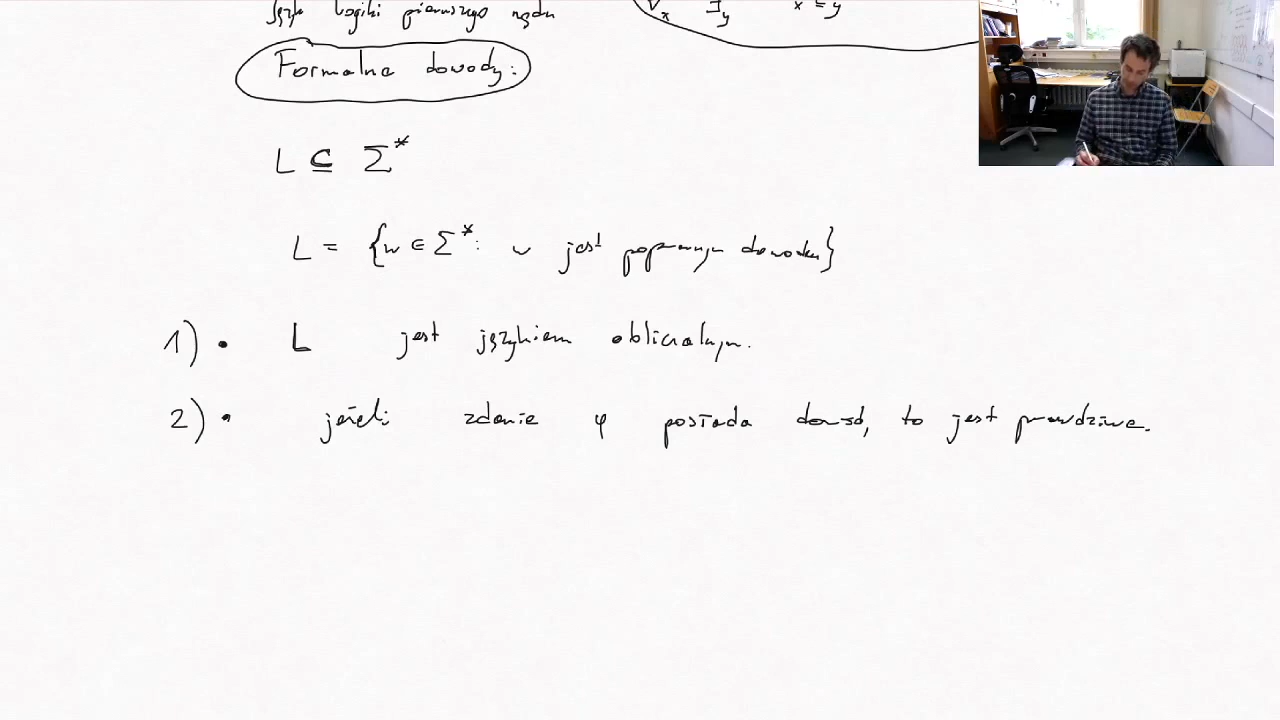 Język logiki pierwszego rzędu
∀x ∃y x = y
Formalne dowody:
L ⊆ Σ*
L = {w ∈ Σ*: w jest poprawnym dowodem}
1) • L jest językiem obliczalnym.
2) • jeżeli zdanie φ posiada dowód, to jest prawdziwe.